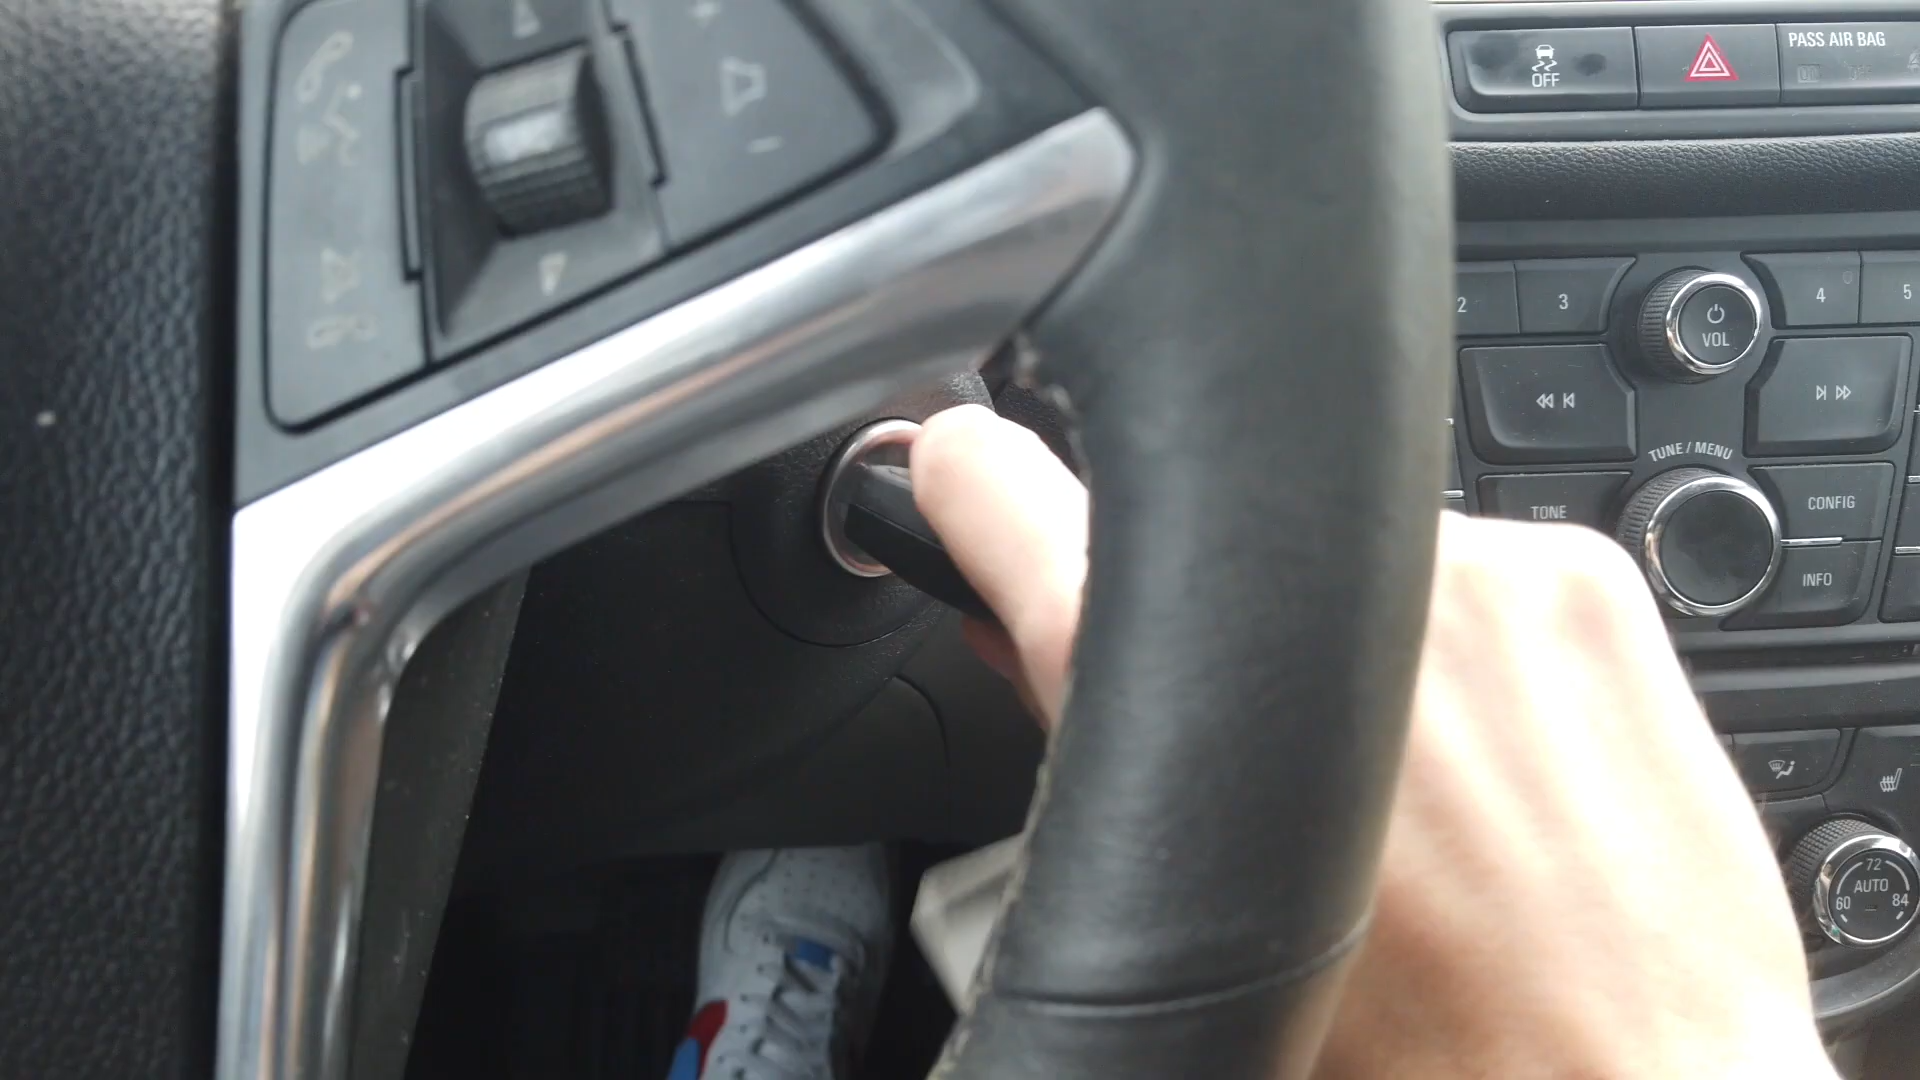 OFF
PASS AIR BAG
2
3
VOL
4
5
TUNE / MENU
TONE
CONFIG
INFO
72
AUTO
60
84